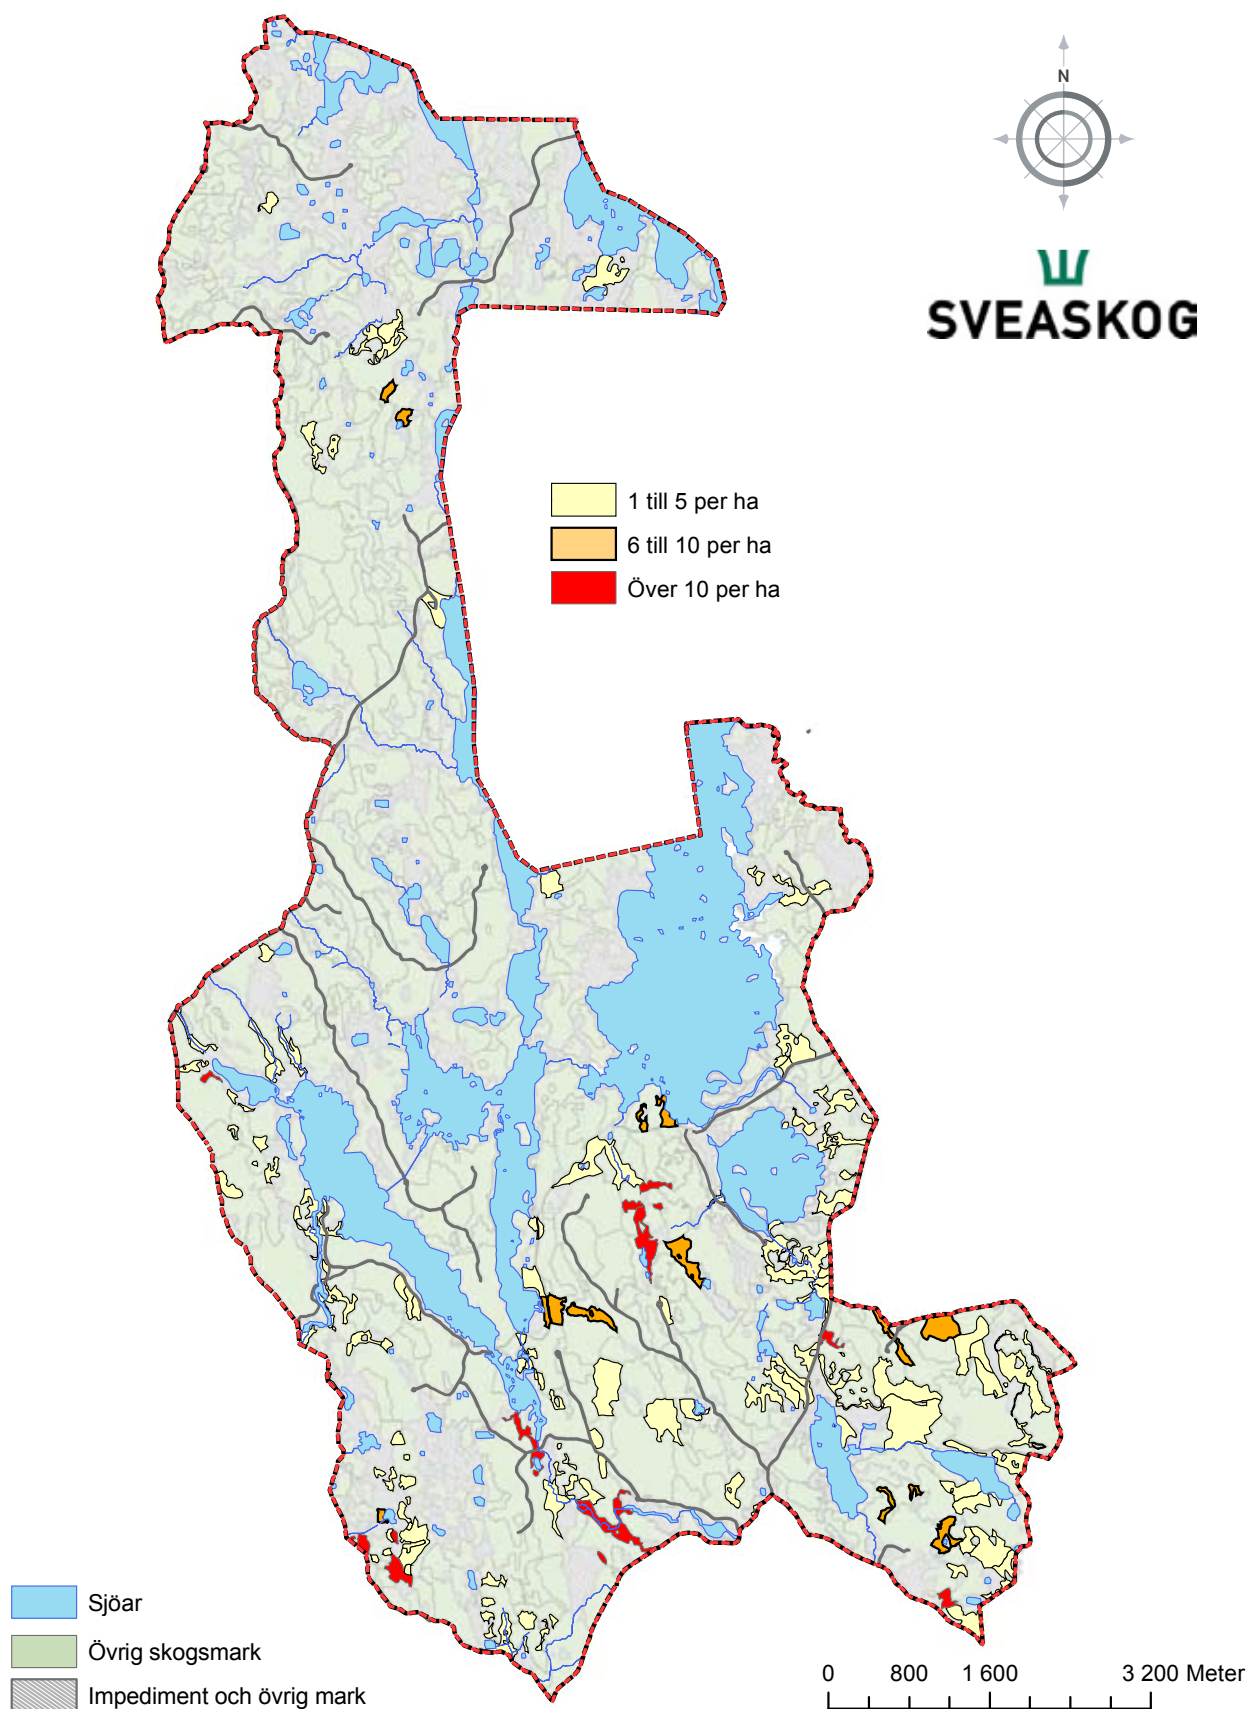 N
SVEASKOG
1 till 5 per ha
6 till 10 per ha
Över 10 per ha
Sjöar
Övrig skogsmark
Impediment och övrig mark
0 800 1 600 3 200 Meter